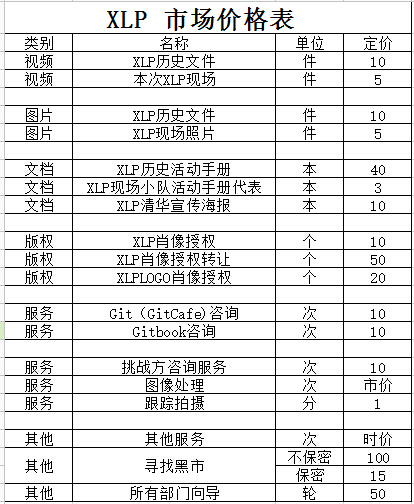 XLP 市场价格表
类别 名称 单位 定价
视频 XLP历史文件 件 10
视频 本次XLP现场 件 5
图片 XLP历史文件 件 10
图片 XLP现场照片 件 5
文档 XLP历史活动手册 本 40
文档 XLP现场小队活动手册代表 本 3
文档 XLP清华宣传海报 本 10
版权 XLP肖像授权 个 10
版权 XLP肖像授权转让 个 50
版权 XLPLOGO肖像授权 个 20
服务 Git（GitCafe)咨询 次 10
服务 Gitbook咨询 次 10
服务 挑战方咨询服务 次 10
服务 图像处理 次 市价
服务 跟踪拍摄 分 1
其他 其他服务 次 时价
其他 寻找黑市 不保密 100
保密 15
其他 所有部门向导 轮 50